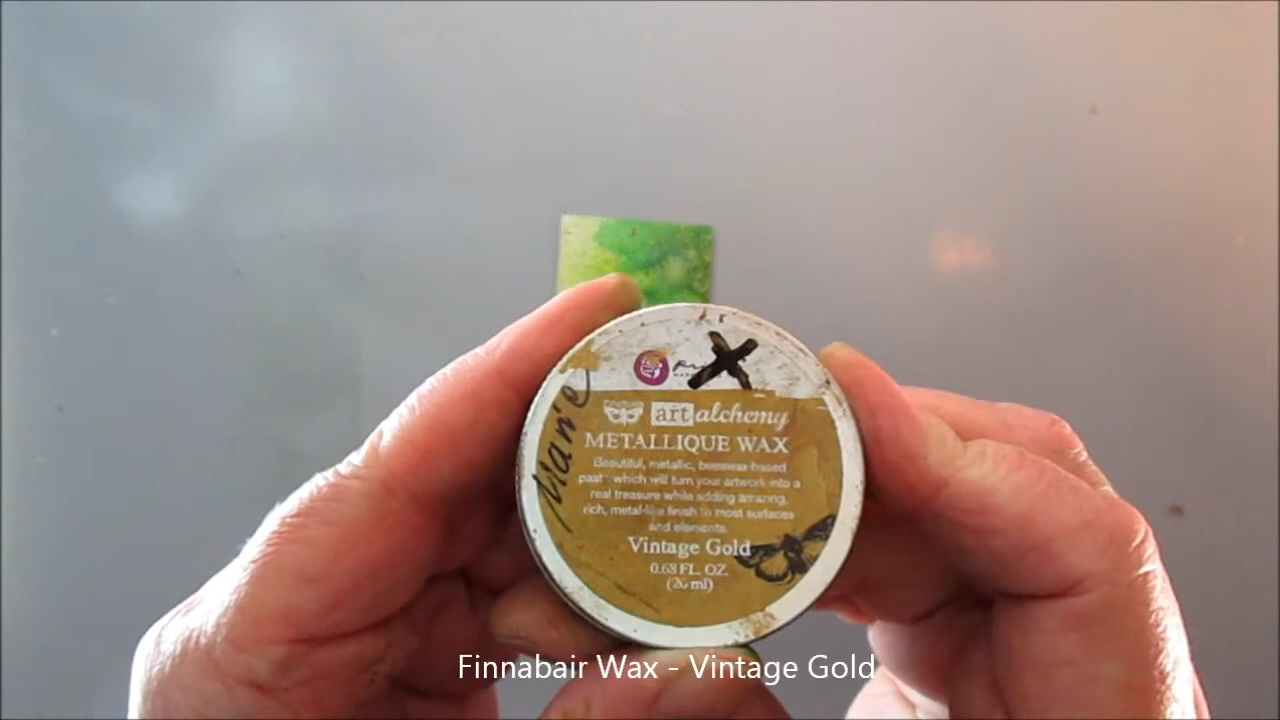 art alchemy
METALLIQUE WAX
Beautiful, metallic, beeswax-based
paste which will turn your artwork into a
real treasure while adding amazing,
rich, metal-like finish to most surfaces
and elements.
Vintage Gold
0.68 FL. OZ.
(20 ml)
Finnabair Wax - Vintage Gold